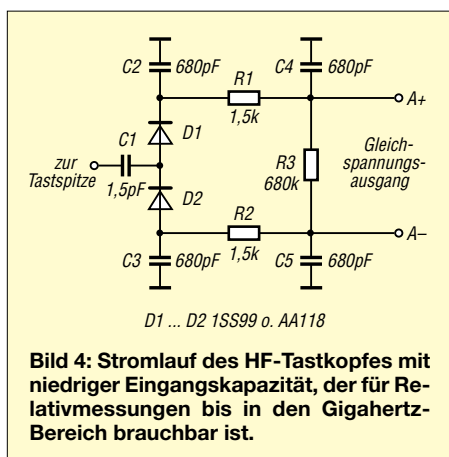 C2 680pF
C4 680pF
R1
1,5k
A+
D1
C1
zur
Tastspitze
1,5pF
R3
680k
Gleich-
spannungs-
ausgang
D2
R2
1,5k
A–
C3 680pF
C5 680pF
D1 ... D2 1SS99 o. AA118
Bild 4: Stromlauf des HF-Tastkopfes mit
niedriger Eingangskapazität, der für Re-
lativmessungen bis in den Gigahertz-
Bereich brauchbar ist.